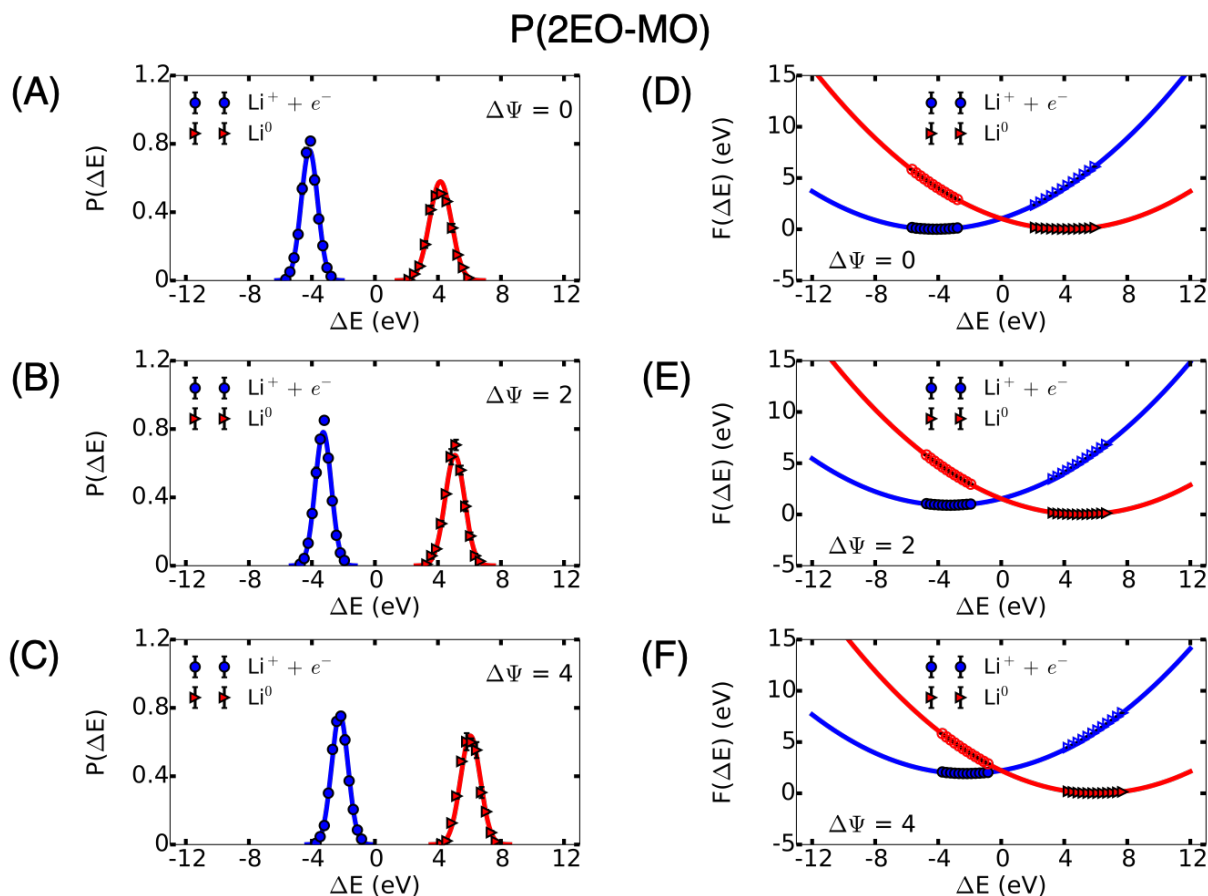 P(2EO-MO)
(A)
1.2
0.8
0.4
0
P(ΔE)
Li⁺ + e⁻
Li⁰
ΔΨ = 0
-12 -8 -4 0 4 8 12
ΔE (eV)
(D)
15
10
5
0
-5
F(ΔE) (eV)
Li⁺ + e⁻
Li⁰
ΔΨ = 0
-12 -8 -4 0 4 8 12
ΔE (eV)
(B)
1.2
0.8
0.4
0
P(ΔE)
Li⁺ + e⁻
Li⁰
ΔΨ = 2
-12 -8 -4 0 4 8 12
ΔE (eV)
(E)
15
10
5
0
-5
F(ΔE) (eV)
Li⁺ + e⁻
Li⁰
ΔΨ = 2
-12 -8 -4 0 4 8 12
ΔE (eV)
(C)
1.2
0.8
0.4
0
P(ΔE)
Li⁺ + e⁻
Li⁰
ΔΨ = 4
-12 -8 -4 0 4 8 12
ΔE (eV)
(F)
15
10
5
0
-5
F(ΔE) (eV)
Li⁺ + e⁻
Li⁰
ΔΨ = 4
-12 -8 -4 0 4 8 12
ΔE (eV)